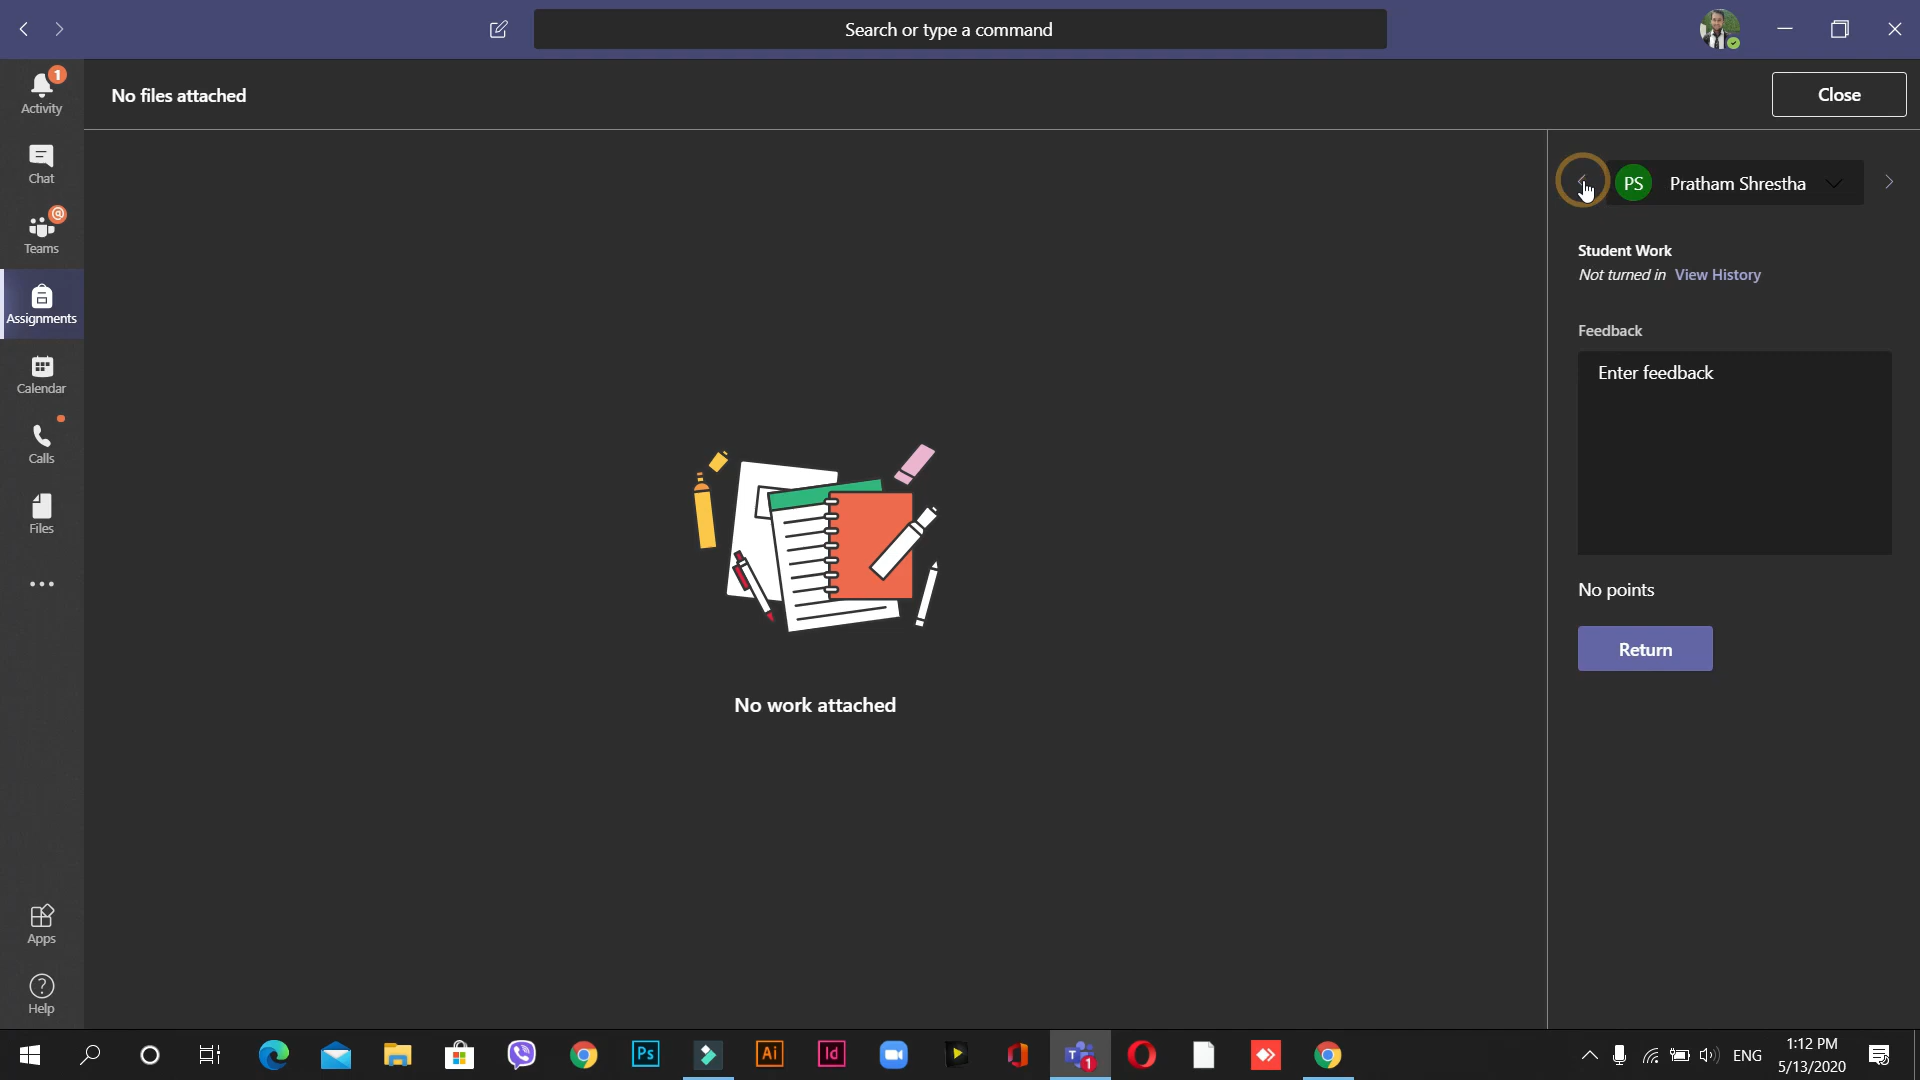 Search or type a command
1
Activity
No files attached
Close
Chat
PS
Pratham Shrestha
@
Teams
Student Work
Not turned in View History
Assignments
Feedback
Enter feedback
Calendar
Calls
Files
No points
Return
No work attached
Apps
Help
Ps
Ai
Id
T
1
ENG
1:12 PM
5/13/2020